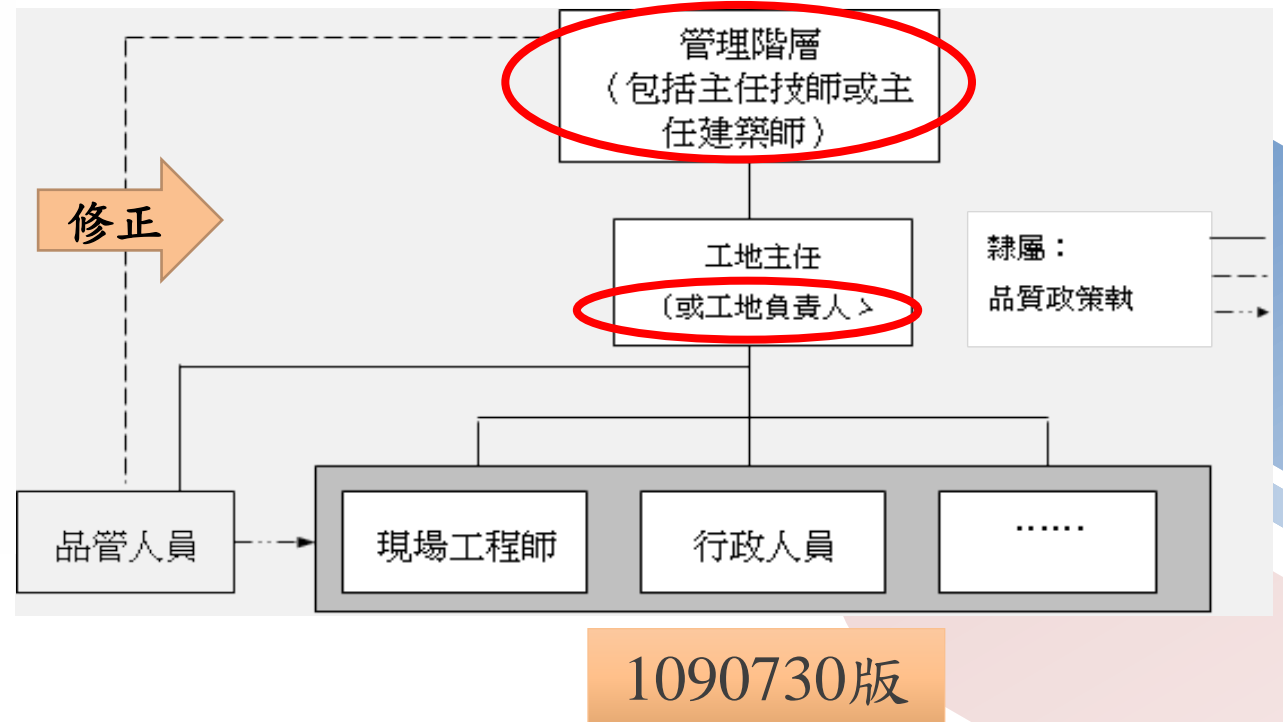 管理階層
（包括主任技師或主
任建築師）
修正
工地主任
（或工地負責人
隸屬：
品質政策執
品管人員
現場工程師
行政人員
……
1090730版